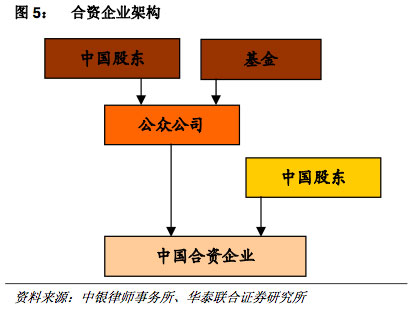 图 5： 合资企业架构
中国股东
基金
公众公司
中国股东
中国合资企业
资料来源：中银律师事务所、华泰联合证券研究所